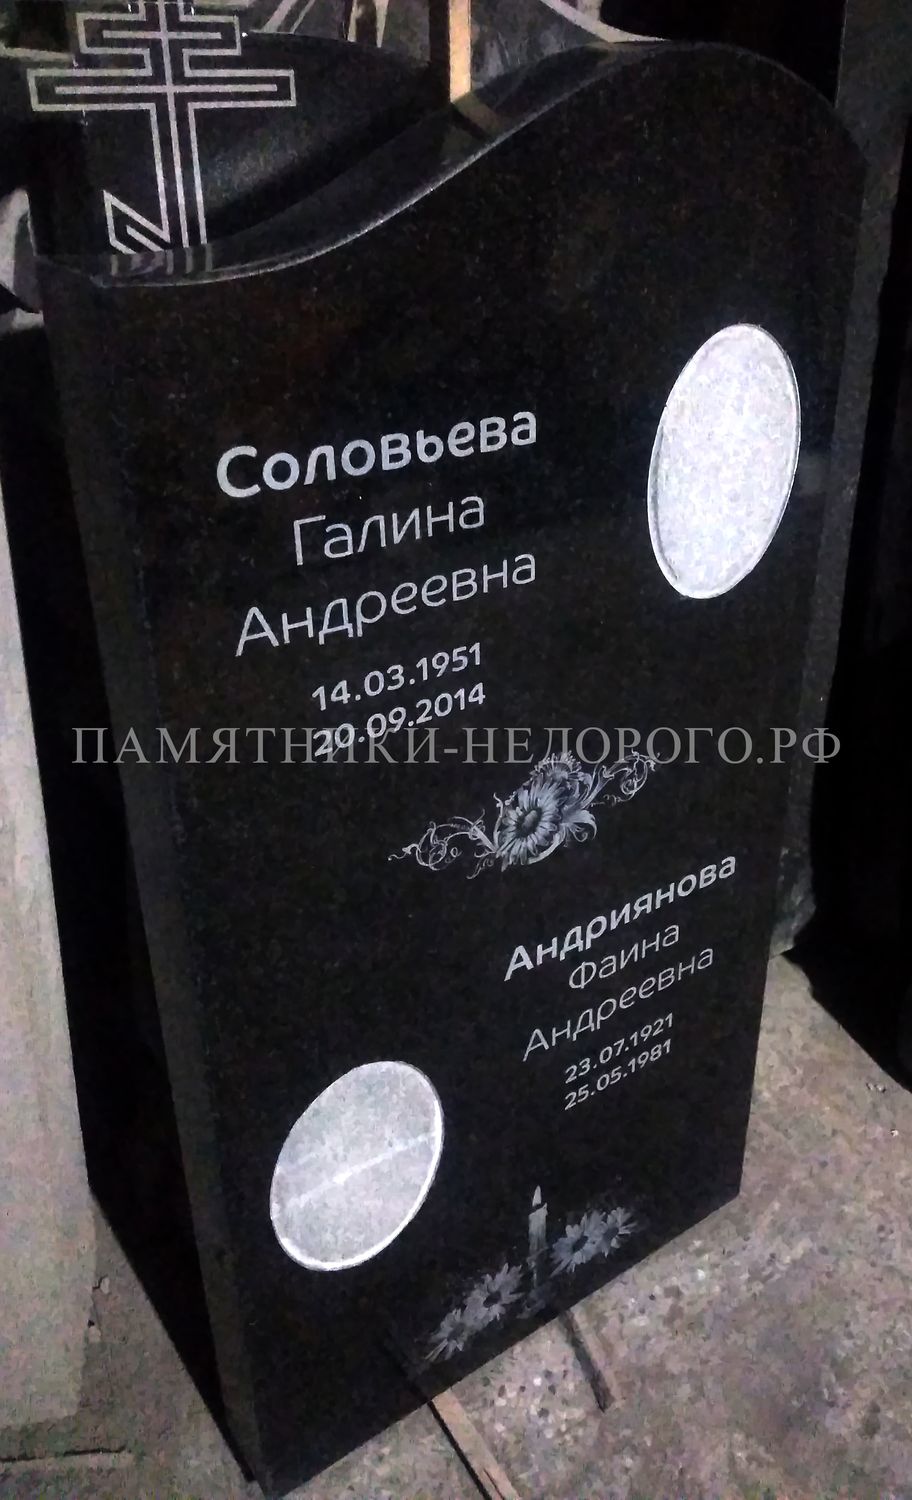 Соловьева
Галина
Андреевна
14.03.1951
20.09.2014
ПАМЯТНИКИ-НЕДОРОГО.РФ
Андриянова
Фаина
Андреевна
23.07.1921
25.05.1981